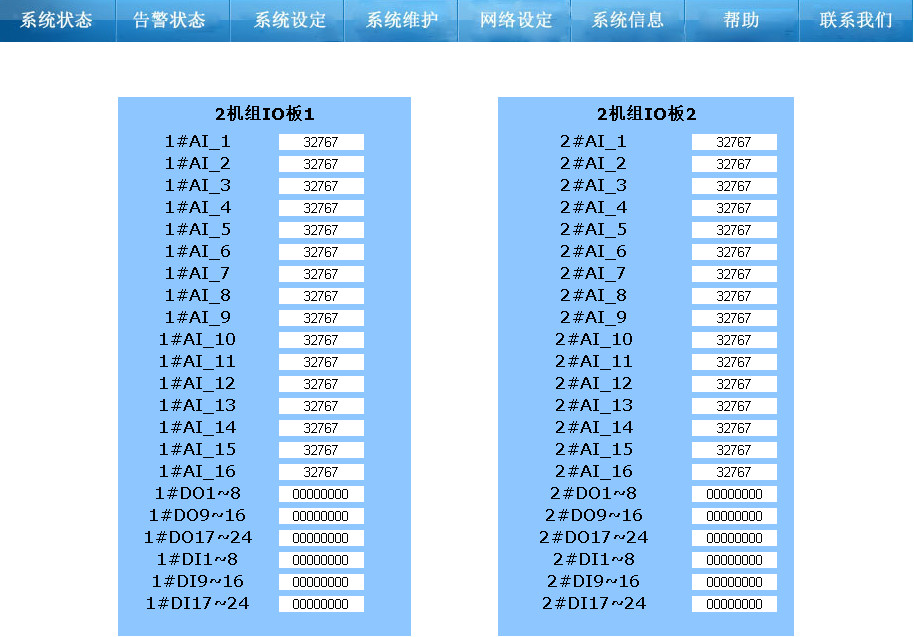 系统状态 告警状态 系统设定 系统维护 网络设定 系统信息 帮助 联系我们
2机组IO板1
1#AI_1 32767
1#AI_2 32767
1#AI_3 32767
1#AI_4 32767
1#AI_5 32767
1#AI_6 32767
1#AI_7 32767
1#AI_8 32767
1#AI_9 32767
1#AI_10 32767
1#AI_11 32767
1#AI_12 32767
1#AI_13 32767
1#AI_14 32767
1#AI_15 32767
1#AI_16 32767
1#DO1~8 00000000
1#DO9~16 00000000
1#DO17~24 00000000
1#DI1~8 00000000
1#DI9~16 00000000
1#DI17~24 00000000
2机组IO板2
2#AI_1 32767
2#AI_2 32767
2#AI_3 32767
2#AI_4 32767
2#AI_5 32767
2#AI_6 32767
2#AI_7 32767
2#AI_8 32767
2#AI_9 32767
2#AI_10 32767
2#AI_11 32767
2#AI_12 32767
2#AI_13 32767
2#AI_14 32767
2#AI_15 32767
2#AI_16 32767
2#DO1~8 00000000
2#DO9~16 00000000
2#DO17~24 00000000
2#DI1~8 00000000
2#DI9~16 00000000
2#DI17~24 00000000